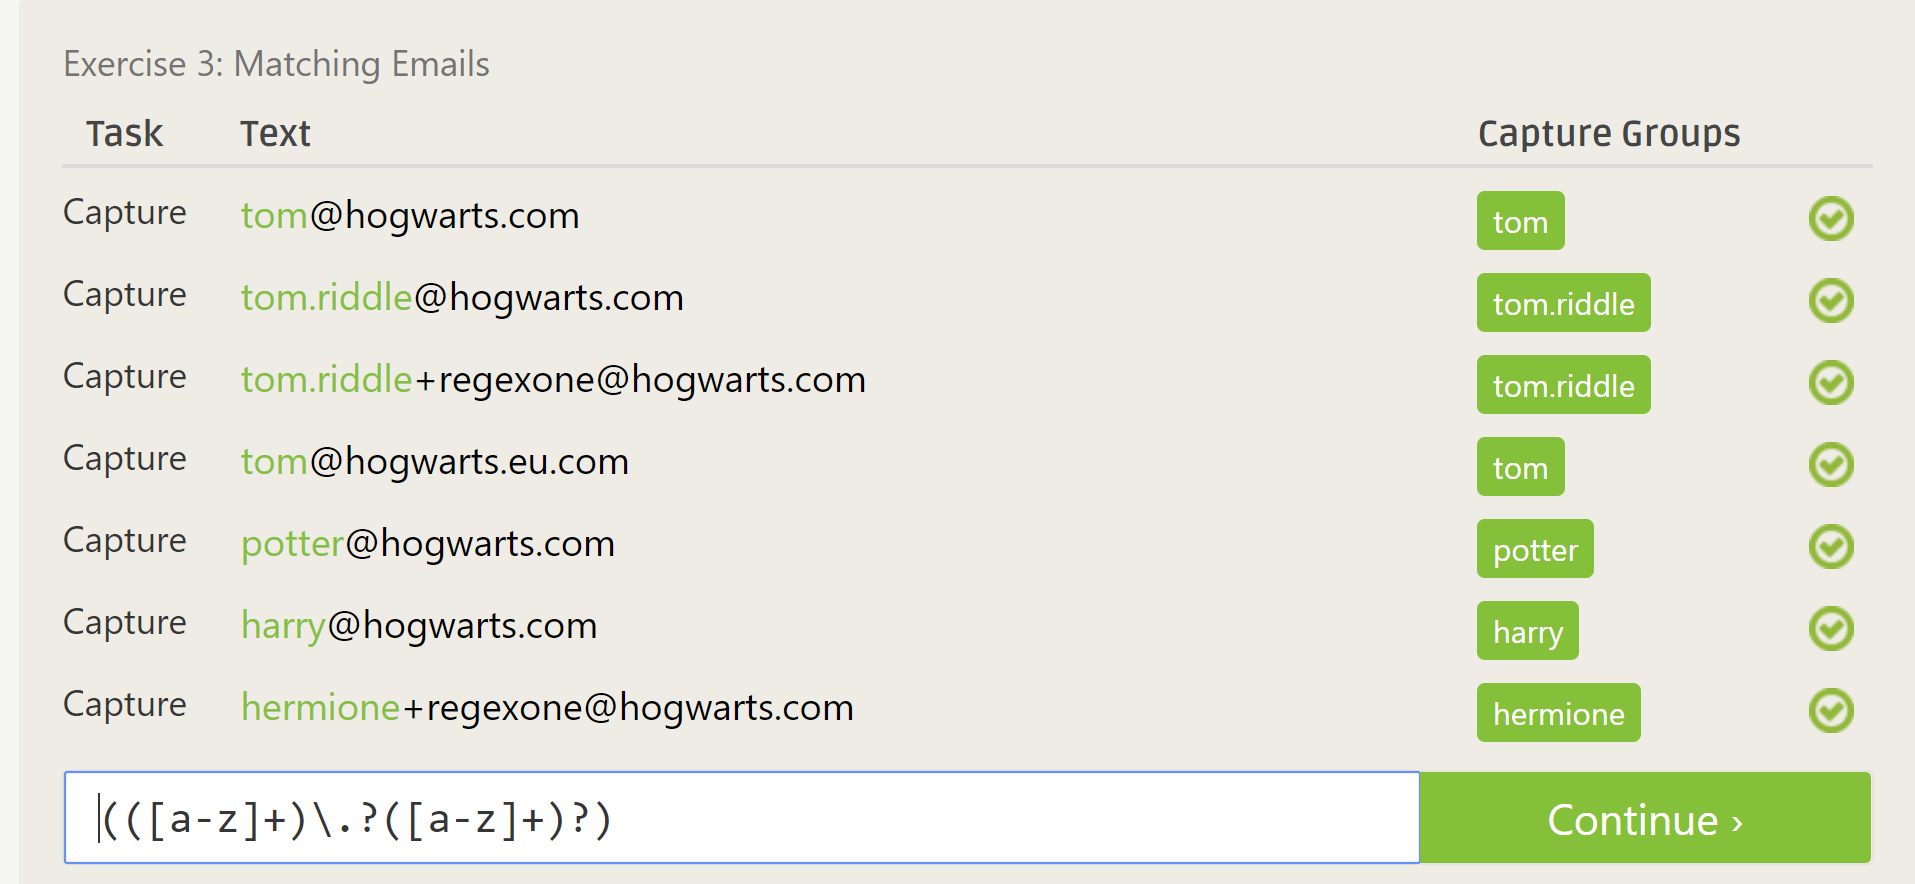 Exercise 3: Matching Emails
Task Text Capture Groups
Capture tom@hogwarts.com tom
Capture tom.riddle@hogwarts.com tom.riddle
Capture tom.riddle+regexone@hogwarts.com tom.riddle
Capture tom@hogwarts.eu.com tom
Capture potter@hogwarts.com potter
Capture harry@hogwarts.com harry
Capture hermione+regexone@hogwarts.com hermione
(([a-z]+)\.?([a-z]+)?) Continue ›